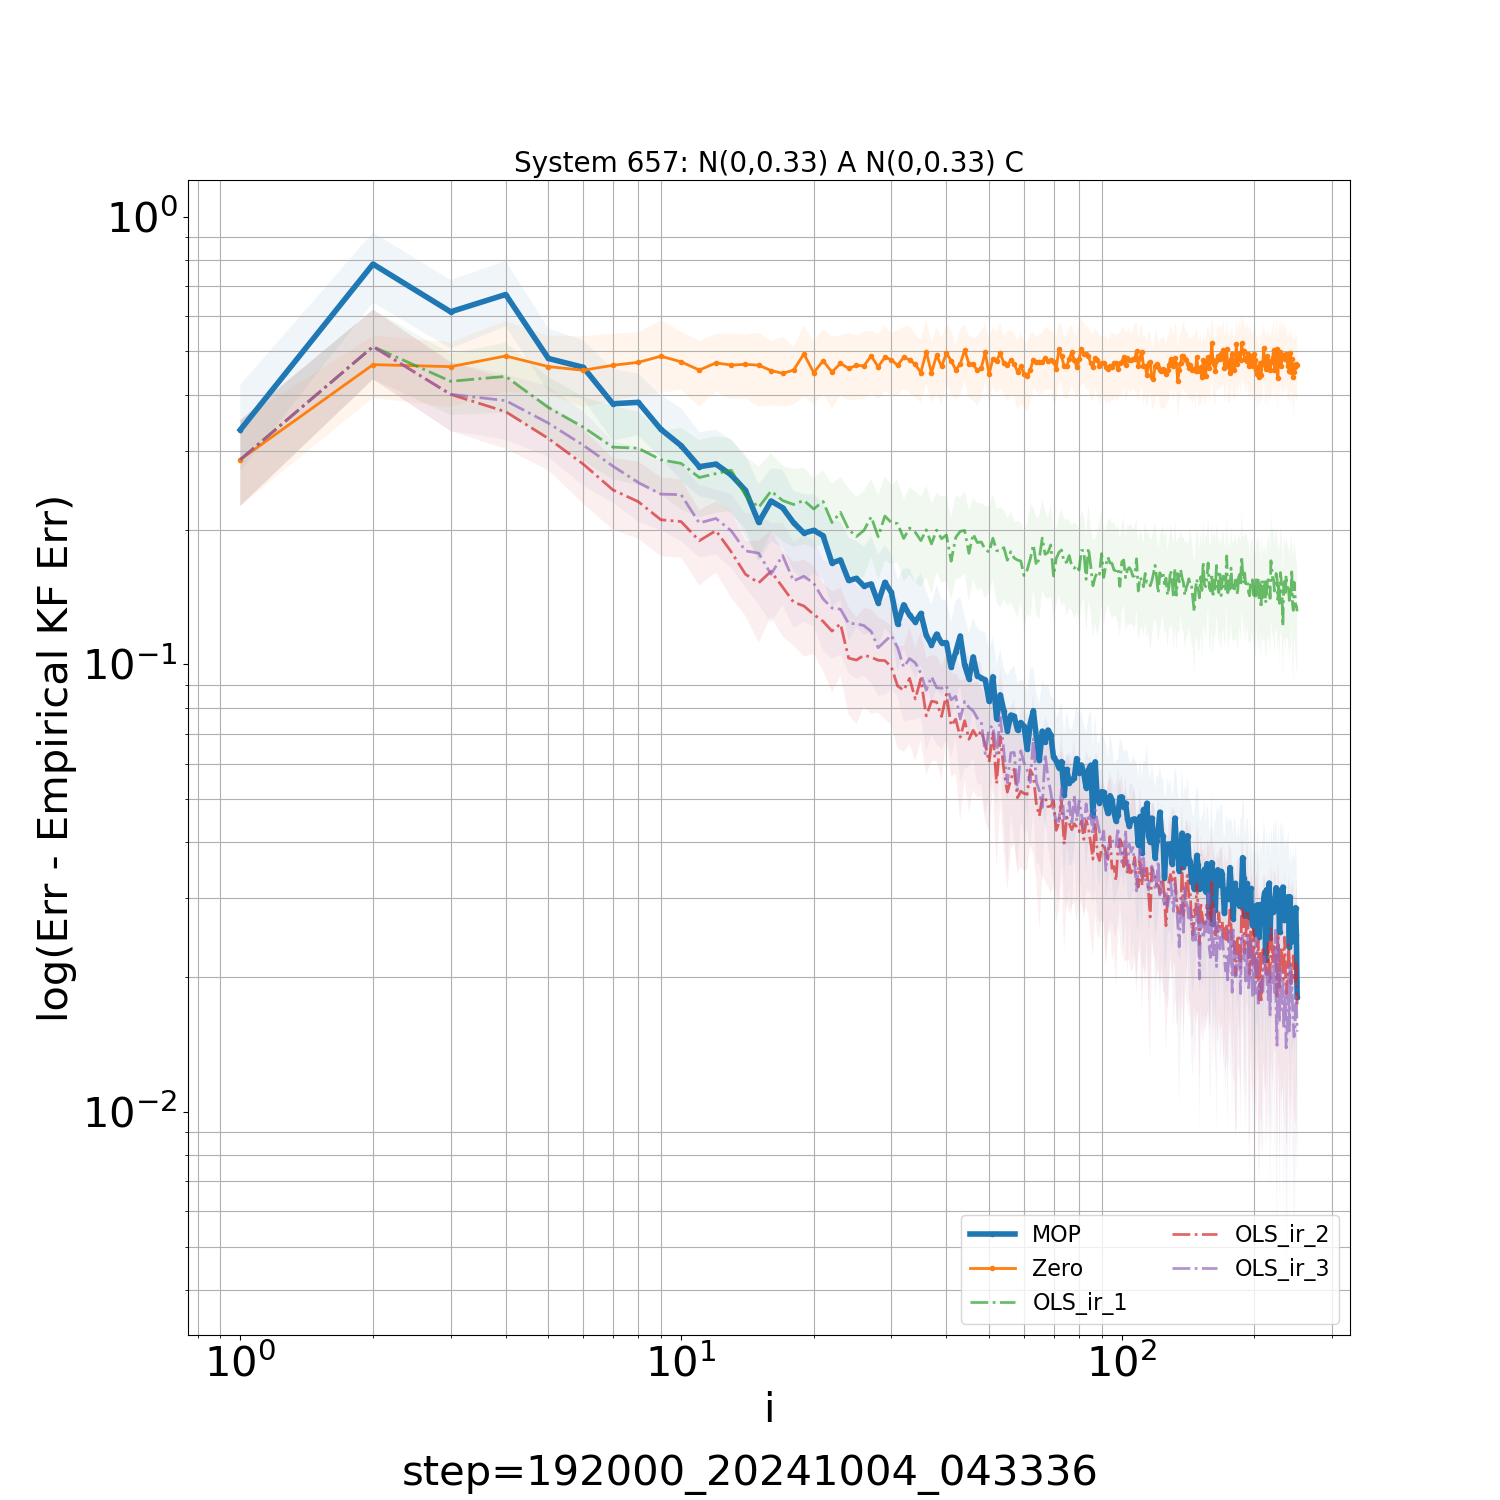 System 657: N(0,0.33) A N(0,0.33) C
log(Err - Empirical KF Err)
10⁰
10⁻¹
10⁻²
MOP
Zero
OLS_ir_1
OLS_ir_2
OLS_ir_3
10⁰ 10¹ 10²
i
step=192000_20241004_043336